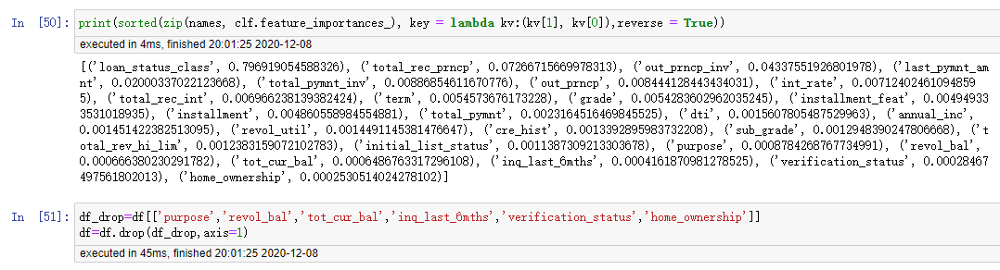 In [50]: print(sorted(zip(names, clf.feature_importances_), key = lambda kv:(kv[1], kv[0]),reverse = True))
executed in 4ms, finished 20:01:25 2020-12-08
[('loan_status_class', 0.796919054588326), ('total_rec_prncp', 0.07266715669978313), ('out_prncp_inv', 0.04337551926801978), ('last_pymnt_am
nt', 0.02000337022123668), ('total_pymnt_inv', 0.00886854611670776), ('out_prncp', 0.008444128443434031), ('int_rate', 0.00712402461094859
5), ('total_rec_int', 0.006966238139382424), ('term', 0.0054573676173228), ('grade', 0.0054283602962035245), ('installment_feat', 0.004949 33
3531018935), ('installment', 0.004860558984554881), ('total_pymnt', 0.0023164516469845525), ('dti', 0.0015607805487529963), ('annual_inc',
0.001451422382513095), ('revol_util', 0.0014491145381476647), ('cre_hist', 0.0013392895983732208), ('sub_grade', 0.0012948390247806668), ('t
otal_rev_hi_lim', 0.0012383159072102783), ('initial_list_status', 0.0011387309213303678), ('purpose', 0.0008784268767734991), ('revol_bal',
0.000666380230291782), ('tot_cur_bal', 0.0006486763317296108), ('inq_last_6mths', 0.0004161870981278525), ('verification_status', 0.00028467
497561802013), ('home_ownership', 0.00025305140242781​02)]
In [51]: df_drop=df[['purpose','revol_bal','tot_cur_bal','inq_last_6mths','verification_status','home_ownership']]
df=df.drop(df_drop,axis=1)
executed in 45ms, finished 20:01:25 2020-12-08